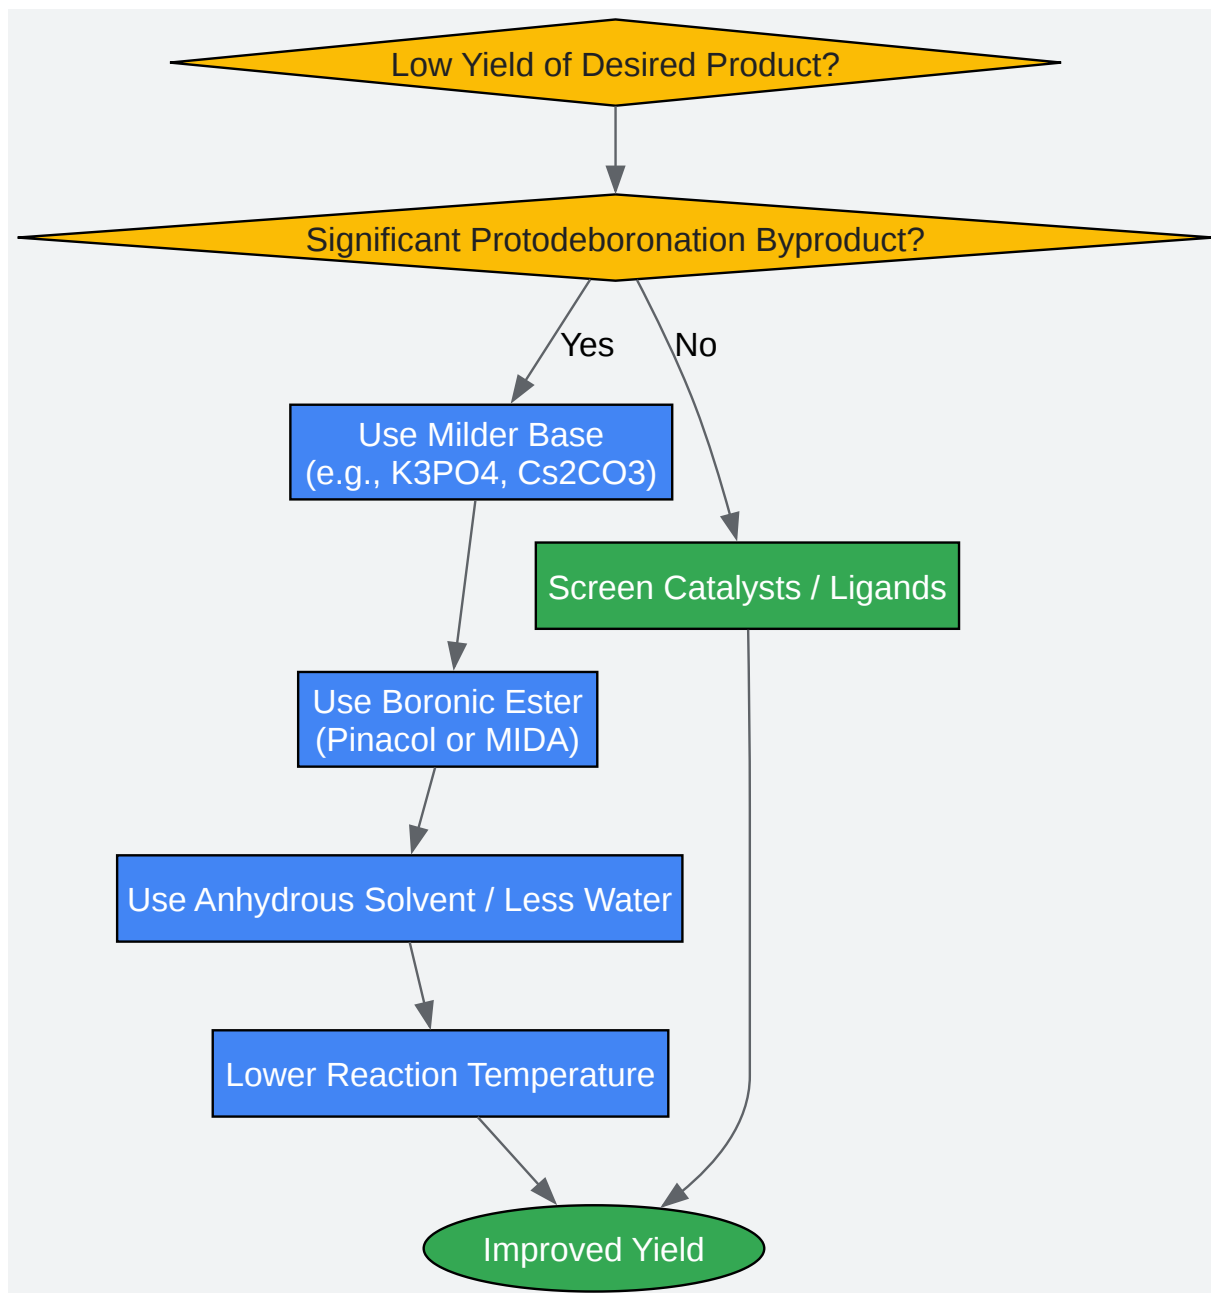 Low Yield of Desired Product?
Significant Protodeboronation Byproduct?
Yes
No
Use Milder Base
(e.g., K3PO4, Cs2CO3)
Screen Catalysts / Ligands
Use Boronic Ester
(Pinacol or MIDA)
Use Anhydrous Solvent / Less Water
Lower Reaction Temperature
Improved Yield